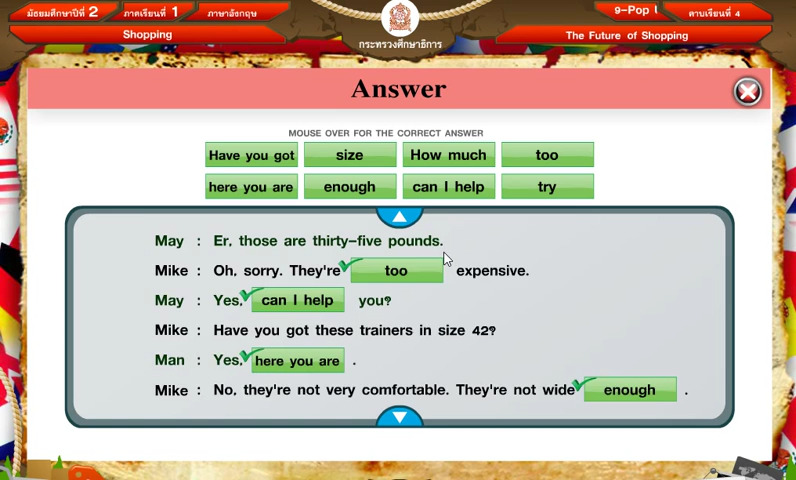 มัธยมศึกษาปีที่ 2 ภาคเรียนที่ 1 ภาษาอังกฤษ
9-Pop คาบเรียนที่ 4
Shopping
กระทรวงศึกษาธิการ
The Future of Shopping
Answer
MOUSE OVER FOR THE CORRECT ANSWER
Have you got size How much too
here you are enough can I help try
May : Er, those are thirty-five pounds.
Mike : Oh, sorry. They're too expensive.
May : Yes, can I help you?
Mike : Have you got these trainers in size 42?
Man : Yes, here you are .
Mike : No, they're not very comfortable. They're not wide enough .